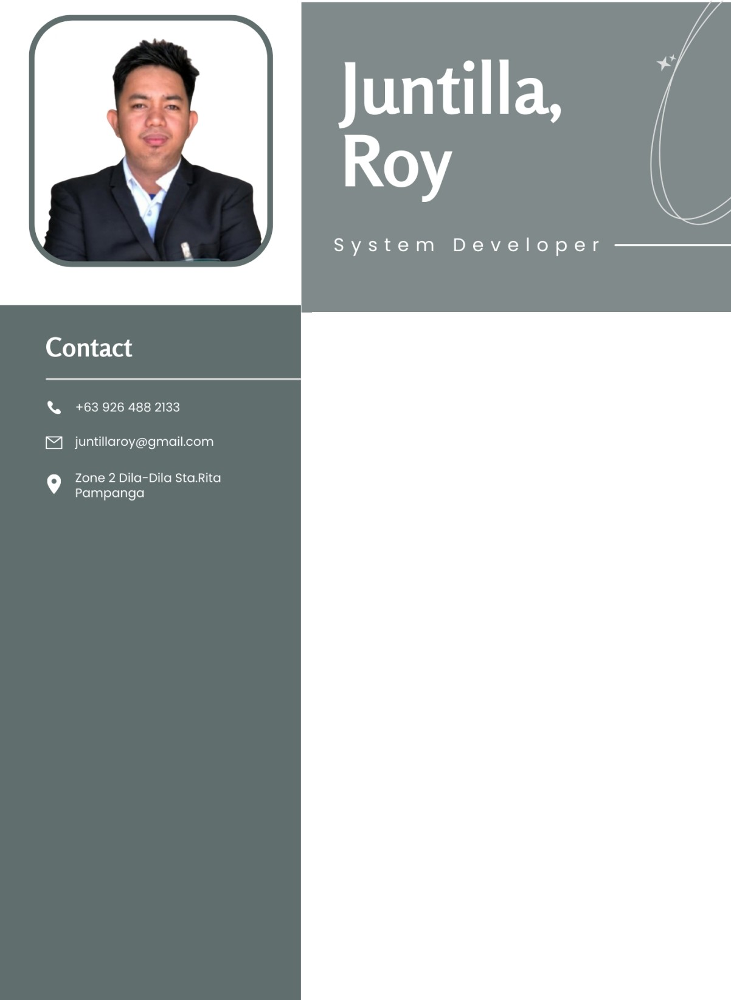 Juntilla,
Roy
System Developer
Contact
+63 926 488 2133
juntillaroy@gmail.com
Zone 2 Dila-Dila Sta.Rita
Pampanga